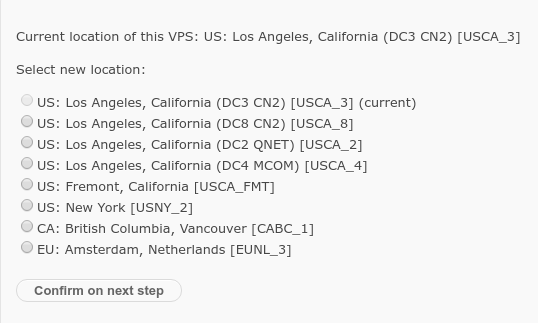 Current location of this VPS: US: Los Angeles, California (DC3 CN2) [USCA_3]
Select new location:
US: Los Angeles, California (DC3 CN2) [USCA_3] (current)
US: Los Angeles, California (DC8 CN2) [USCA_8]
US: Los Angeles, California (DC2 QNET) [USCA_2]
US: Los Angeles, California (DC4 MCOM) [USCA_4]
US: Fremont, California [USCA_FMT]
US: New York [USNY_2]
CA: British Columbia, Vancouver [CABC_1]
EU: Amsterdam, Netherlands [EUNL_3]
Confirm on next step